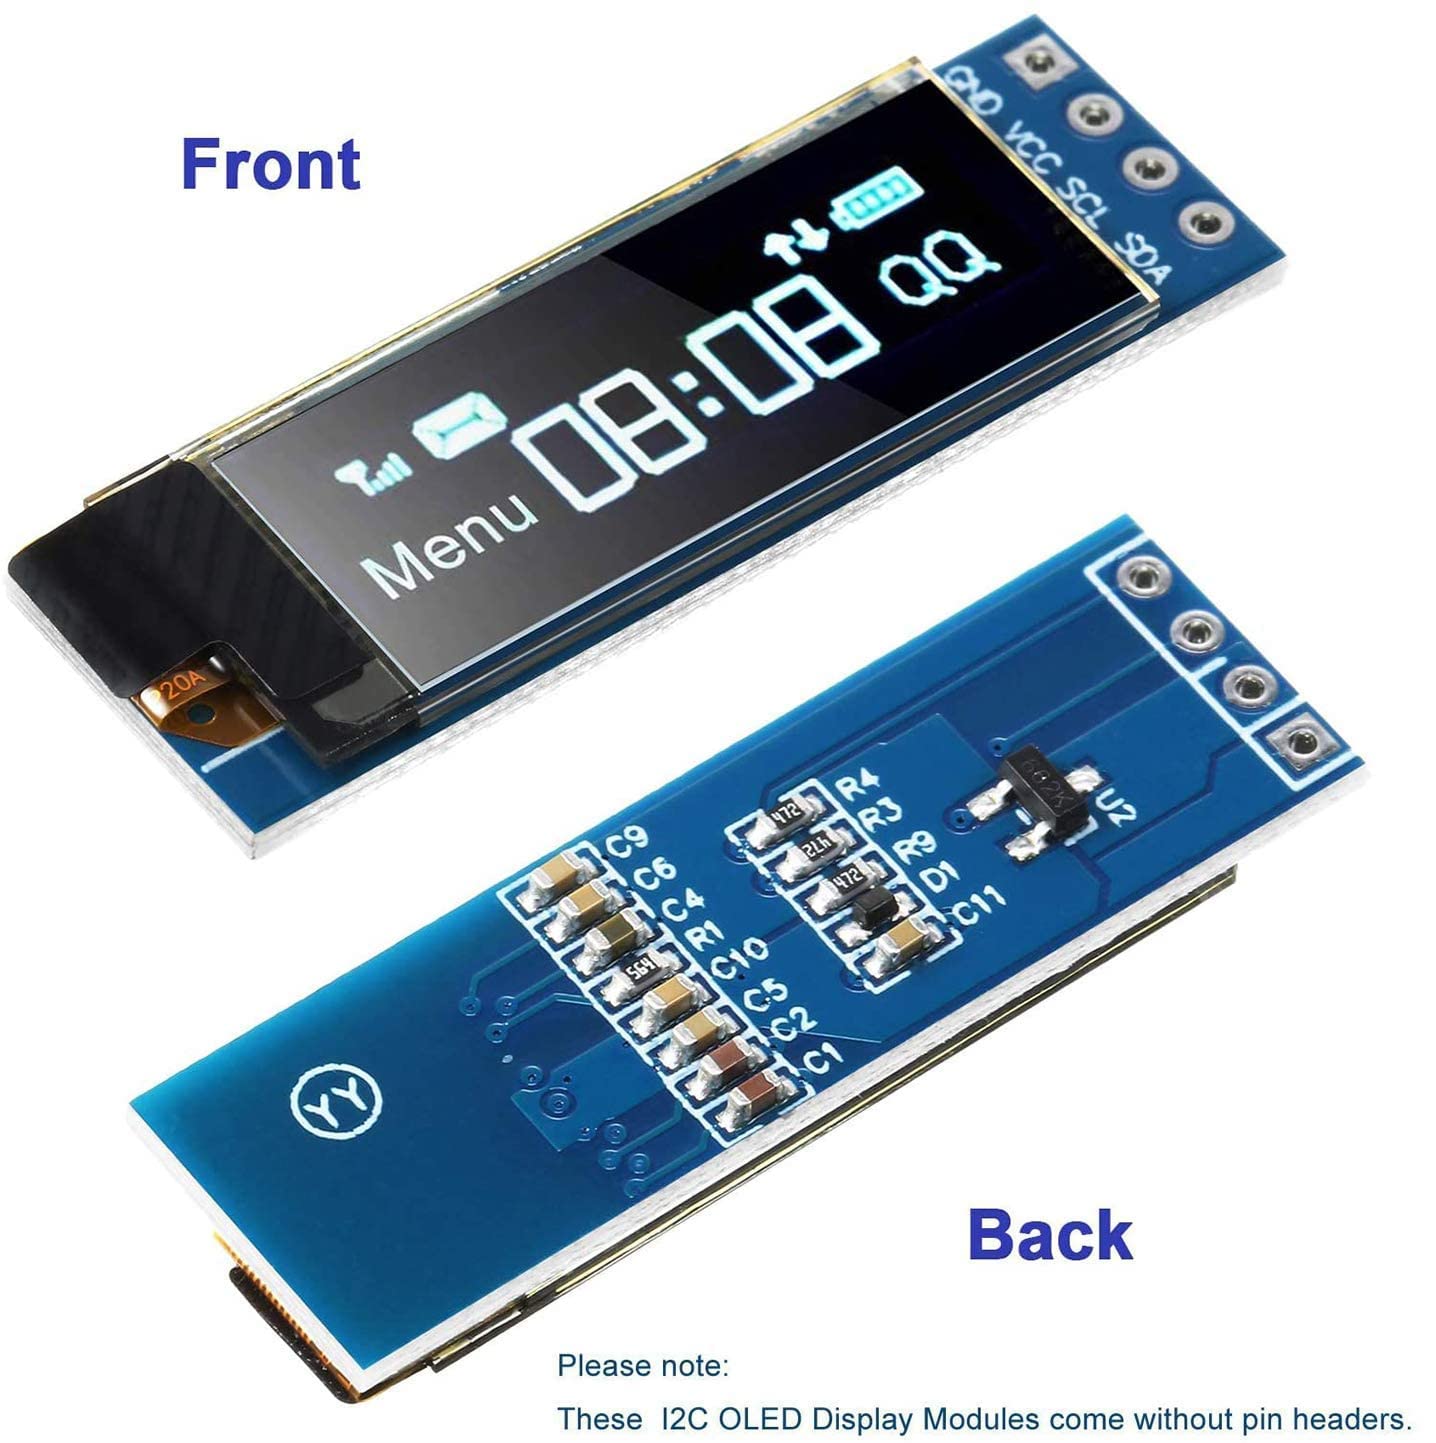 Front
GND VCC SCL SDA
QQ
08:08
Menu
20A
R4
R3
R9
D1
C11
U2
662K
472
472
472
C9
C6
C4
R1
C10
C5
C2
C1
564
YY
Back
Please note:
These I2C OLED Display Modules come without pin headers.